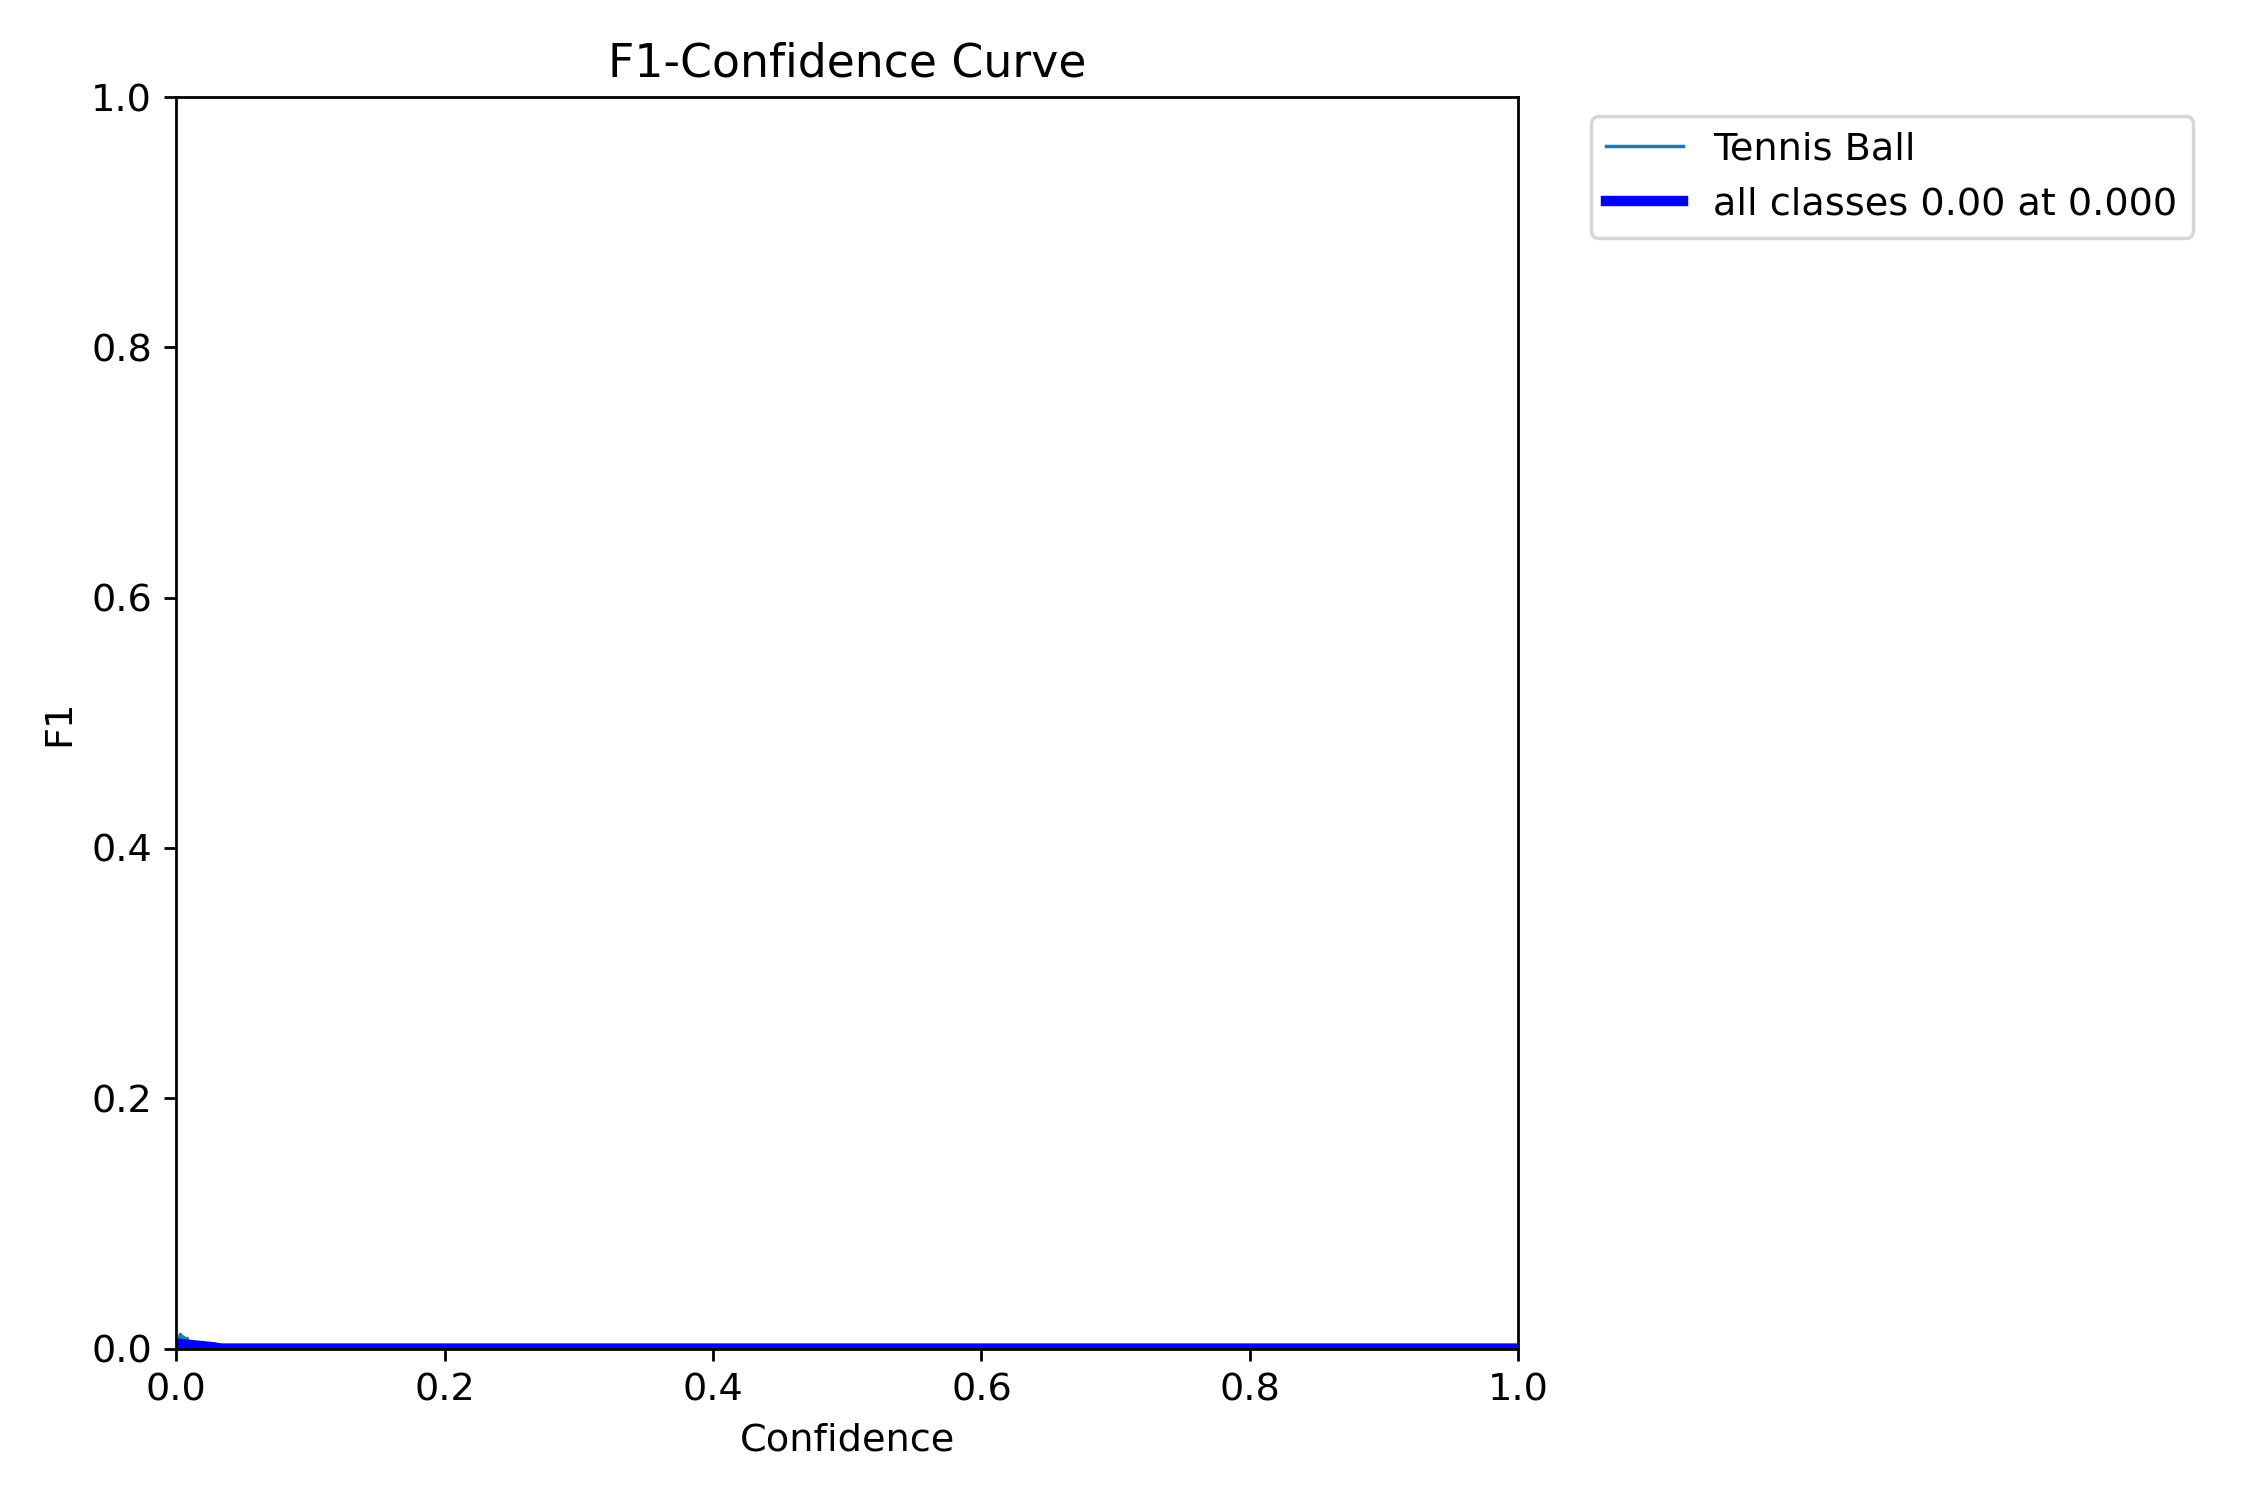 F1-Confidence Curve
1.0
0.8
0.6
0.4
0.2
0.0
F1
0.0 0.2 0.4 0.6 0.8 1.0
Confidence
Tennis Ball
all classes 0.00 at 0.000